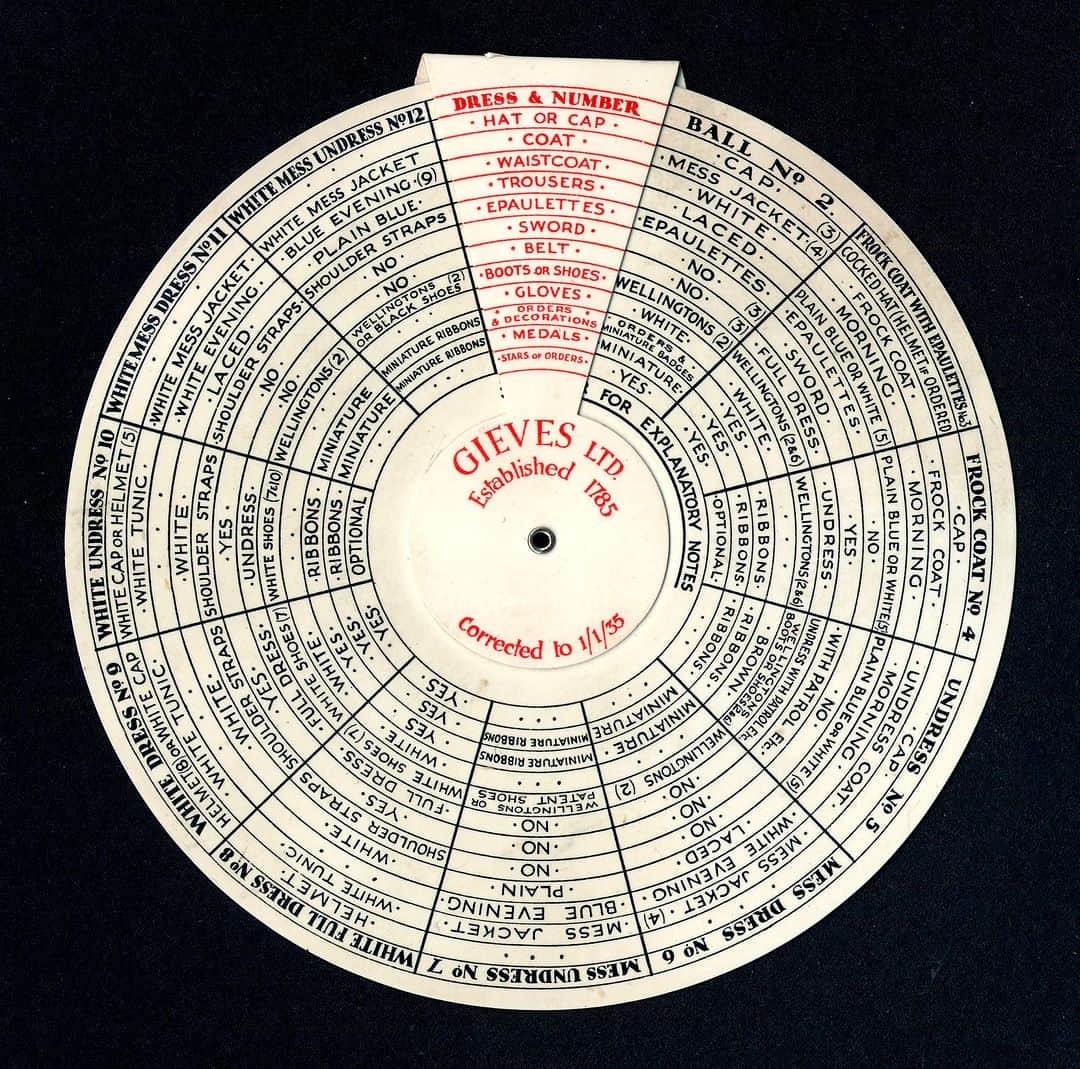 DRESS & NUMBER
· HAT OR CAP ·
· COAT ·
· WAISTCOAT ·
· TROUSERS ·
· EPAULETTES ·
· SWORD ·
· BELT ·
· BOOTS OR SHOES ·
· GLOVES ·
ORDERS
& DECORATIONS
· MEDALS ·
· STARS OF ORDERS ·
BALL Nº 2.
· CAP · (3)
· MESS JACKET · (4)
· WHITE ·
· LACED ·
· EPAULETTES ·
NO · (3)
NO · (3)
WELLINGTONS (2)
· WHITE ·
ORDERS &
MINIATURE BADGES
MINIATURE ·
YES ·
FROCK COAT WITH EPAULETTES No3
COCKED HAT (HELMET IF ORDERED
· FROCK COAT ·
· MORNING ·
PLAIN BLUE OR WHITE (5)
· EPAULETTES ·
· SWORD ·
· FULL DRESS ·
WELLINGTONS (2&6)
· WHITE ·
· YES ·
· YES ·
· YES ·
FROCK COAT Nº 4
· CAP ·
· FROCK COAT ·
· MORNING ·
PLAIN BLUE OR WHITE (5)
· NO ·
· YES ·
· UNDRESS ·
WELLINGTONS (2&6)
· RIBBONS ·
· RIBBONS ·
· OPTIONAL ·
UNDRESS Nº 5
· UNDRESS CAP ·
· MORNING COAT ·
PLAIN BLUE OR WHITE (5)
· NO ·
WITH PATROL Etc.
UNDRESS WITH PATROL Etc
WELLINGTONS
BOOTS OR SHOES (2&6)
· BROWN ·
· RIBBONS ·
RIBBONS ·
MESS DRESS Nº 6
· MESS JACKET · (4)
· WHITE EVENING ·
· LACED ·
· NO ·
· NO ·
· NO ·
WELLINGTONS (2)
MINIATURE ·
MINIATURE
MESS UNDRESS Nº 7
· MESS JACKET ·
· BLUE EVENING ·
· PLAIN ·
· NO ·
· NO ·
· NO ·
WELLINGTONS OR
PATENT SHOES
MINIATURE RIBBONS
MINIATURE RIBBONS
WHITE FULL DRESS Nº 8
· HELMET ·
· WHITE TUNIC ·
· WHITE ·
SHOULDER STRAPS
· YES ·
· FULL DRESS ·
WHITE SHOES (7)
· WHITE ·
YES ·
YES
YES
WHITE DRESS Nº 9
HELMET(8)OR WHITE CAP
· WHITE TUNIC ·
· WHITE ·
SHOULDER STRAPS
· YES ·
· FULL DRESS ·
WHITE SHOES (7)
· WHITE ·
· YES ·
· YES ·
· YES ·
WHITE UNDRESS Nº 10
WHITE CAP OR HELMET (5)
· WHITE TUNIC ·
· WHITE ·
SHOULDER STRAPS
· YES ·
· UNDRESS ·
WHITE SHOES (7&10)
· RIBBONS ·
RIBBONS ·
OPTIONAL
WHITE MESS DRESS Nº 11
· WHITE MESS JACKET ·
· WHITE EVENING ·
· LACED ·
SHOULDER STRAPS
· NO ·
· NO ·
WELLINGTONS (2)
MINIATURE
MINIATURE
WHITE MESS UNDRESS Nº 12
WHITE MESS JACKET
BLUE EVENING · (9)
· PLAIN BLUE ·
SHOULDER STRAPS
· NO ·
· NO ·
WELLINGTONS (2)
OR BLACK SHOES
MINIATURE RIBBONS
MINIATURE RIBBONS
FOR EXPLANATORY NOTES
GIEVES LTD.
Established 1785
Corrected to 1/1/35